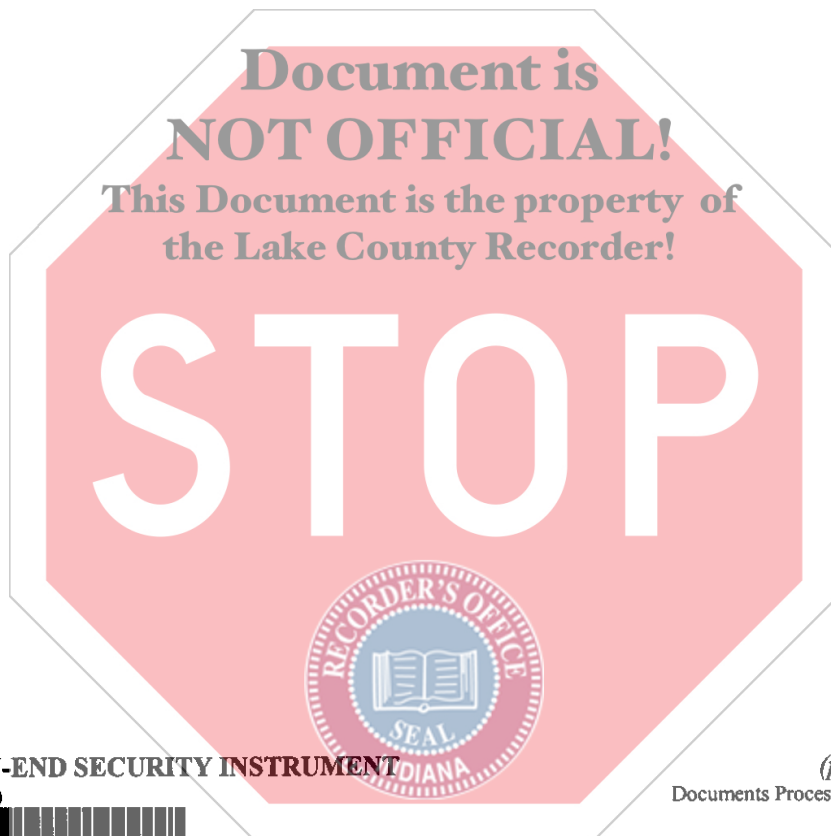 Document is
NOT OFFICIAL!
This Document is the property of
the Lake County Recorder!
STOP
RECORDER'S OFFICE
SEAL
-END SECURITY INSTRUMENT
DIANA
Documents Proces